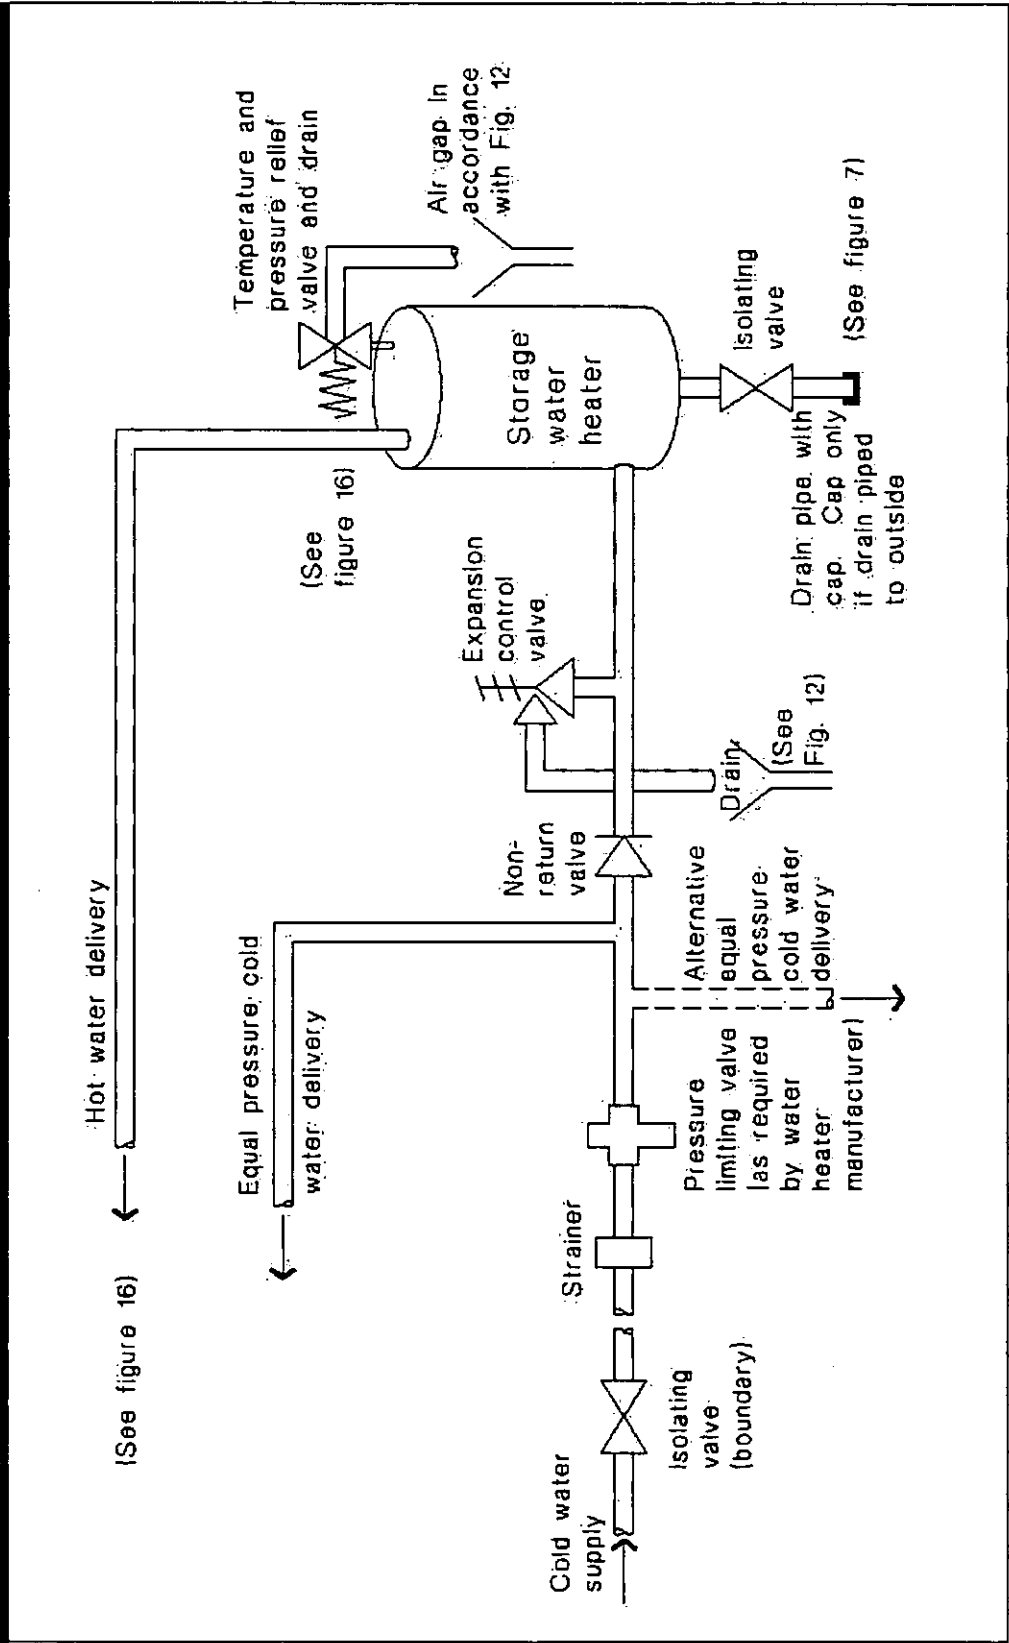 (See figure 16)
Hot water delivery
Equal pressure cold
water delivery
(See
figure 16)
Temperature and
pressure relief
valve and drain
Air gap in
accordance
with Fig. 12
Storage
water
heater
Expansion
control
valve
Non-
return
valve
Cold water
supply
Strainer
Isolating
valve
(boundary)
Pressure
limiting valve
(as required
by water
heater
manufacturer)
Alternative
equal
pressure
cold water
delivery
Drain
(See
Fig. 12)
Isolating
valve
Drain pipe with
cap. Cap only
if drain piped
to outside
(See figure 7)